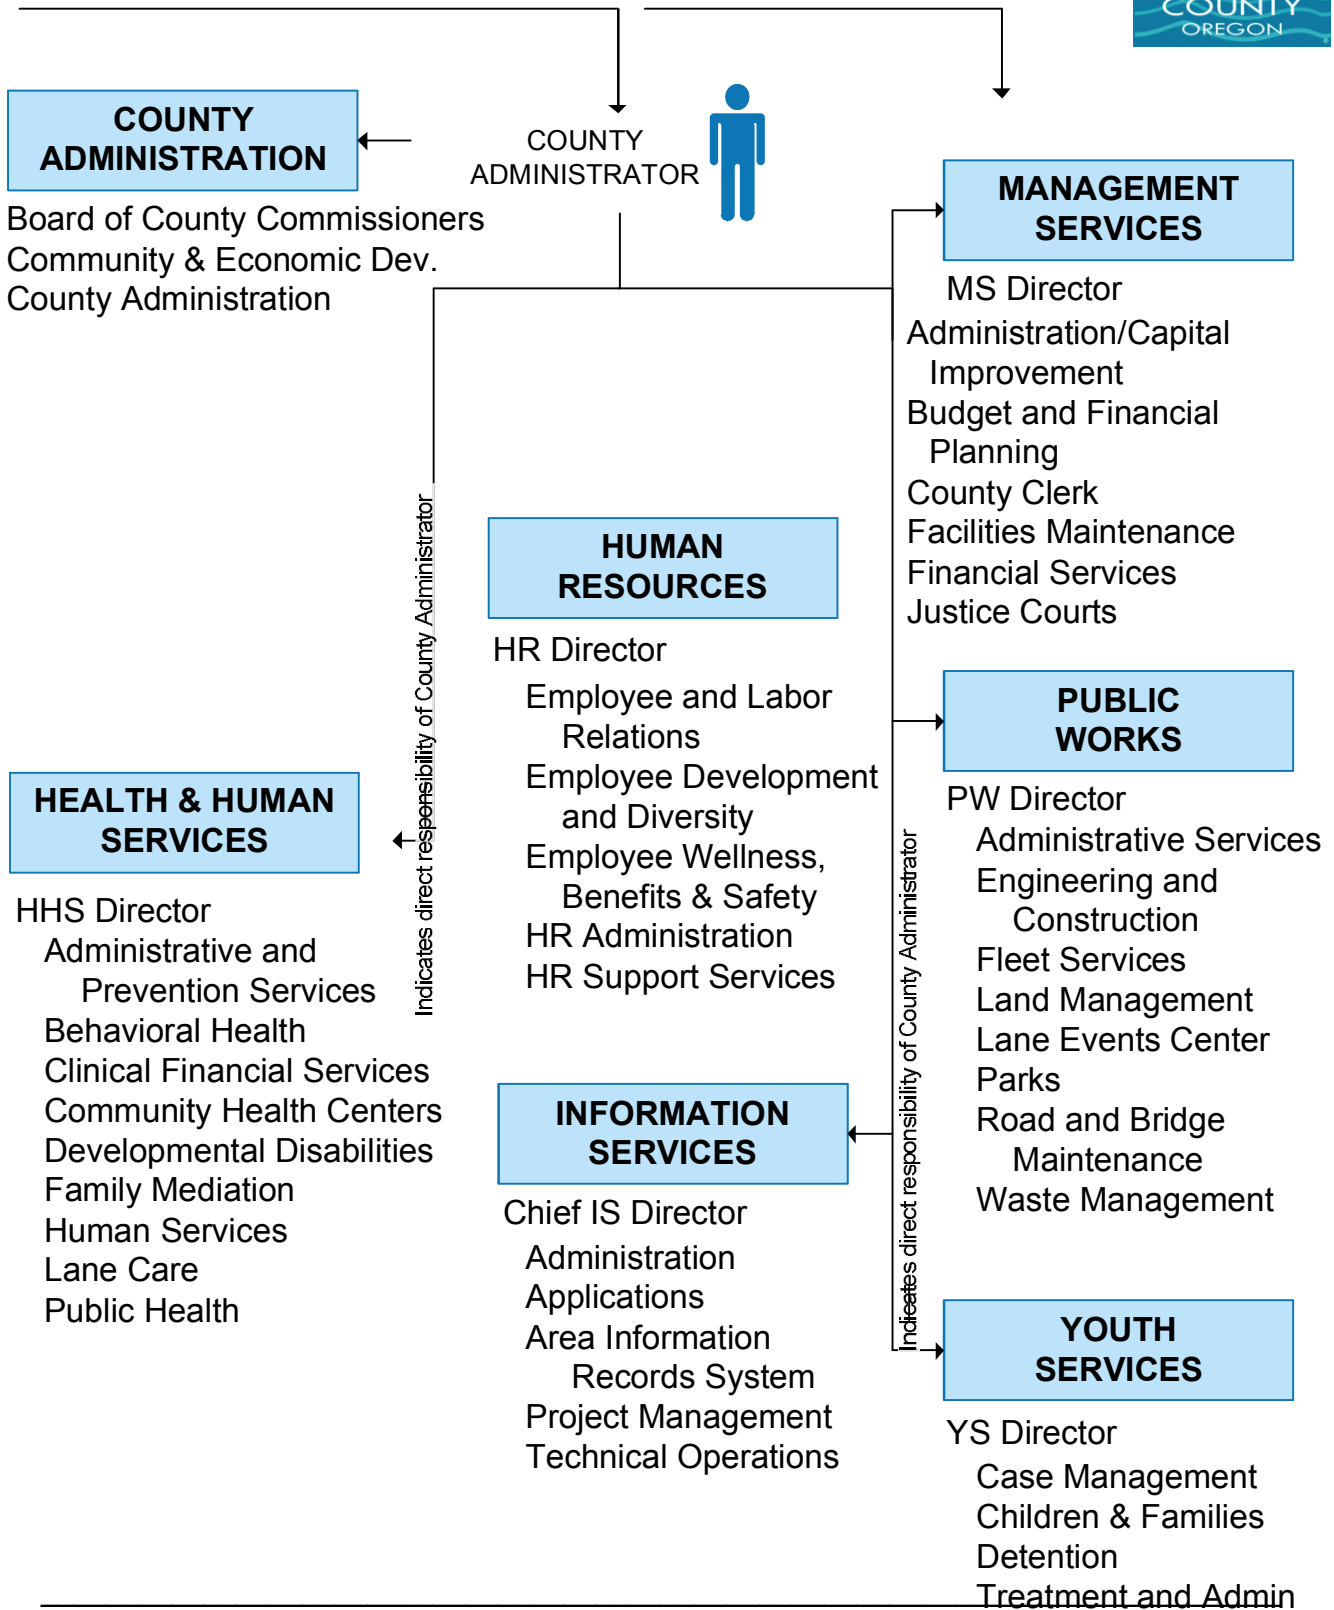 COUNTY
OREGON
COUNTY
ADMINISTRATION
Board of County Commissioners
Community & Economic Dev.
County Administration
COUNTY
ADMINISTRATOR
MANAGEMENT
SERVICES
MS Director
Administration/Capital
Improvement
Budget and Financial
Planning
County Clerk
Facilities Maintenance
Financial Services
Justice Courts
Indicates direct responsibility of County Administrator
HUMAN
RESOURCES
HR Director
Employee and Labor
Relations
Employee Development
and Diversity
Employee Wellness,
Benefits & Safety
HR Administration
HR Support Services
PUBLIC
WORKS
PW Director
Administrative Services
Engineering and
Construction
Fleet Services
Land Management
Lane Events Center
Parks
Road and Bridge
Maintenance
Waste Management
HEALTH & HUMAN
SERVICES
HHS Director
Administrative and
Prevention Services
Behavioral Health
Clinical Financial Services
Community Health Centers
Developmental Disabilities
Family Mediation
Human Services
Lane Care
Public Health
INFORMATION
SERVICES
Chief IS Director
Administration
Applications
Area Information
Records System
Project Management
Technical Operations
Indicates direct responsibility of County Administrator
YOUTH
SERVICES
YS Director
Case Management
Children & Families
Detention
Treatment and Admin